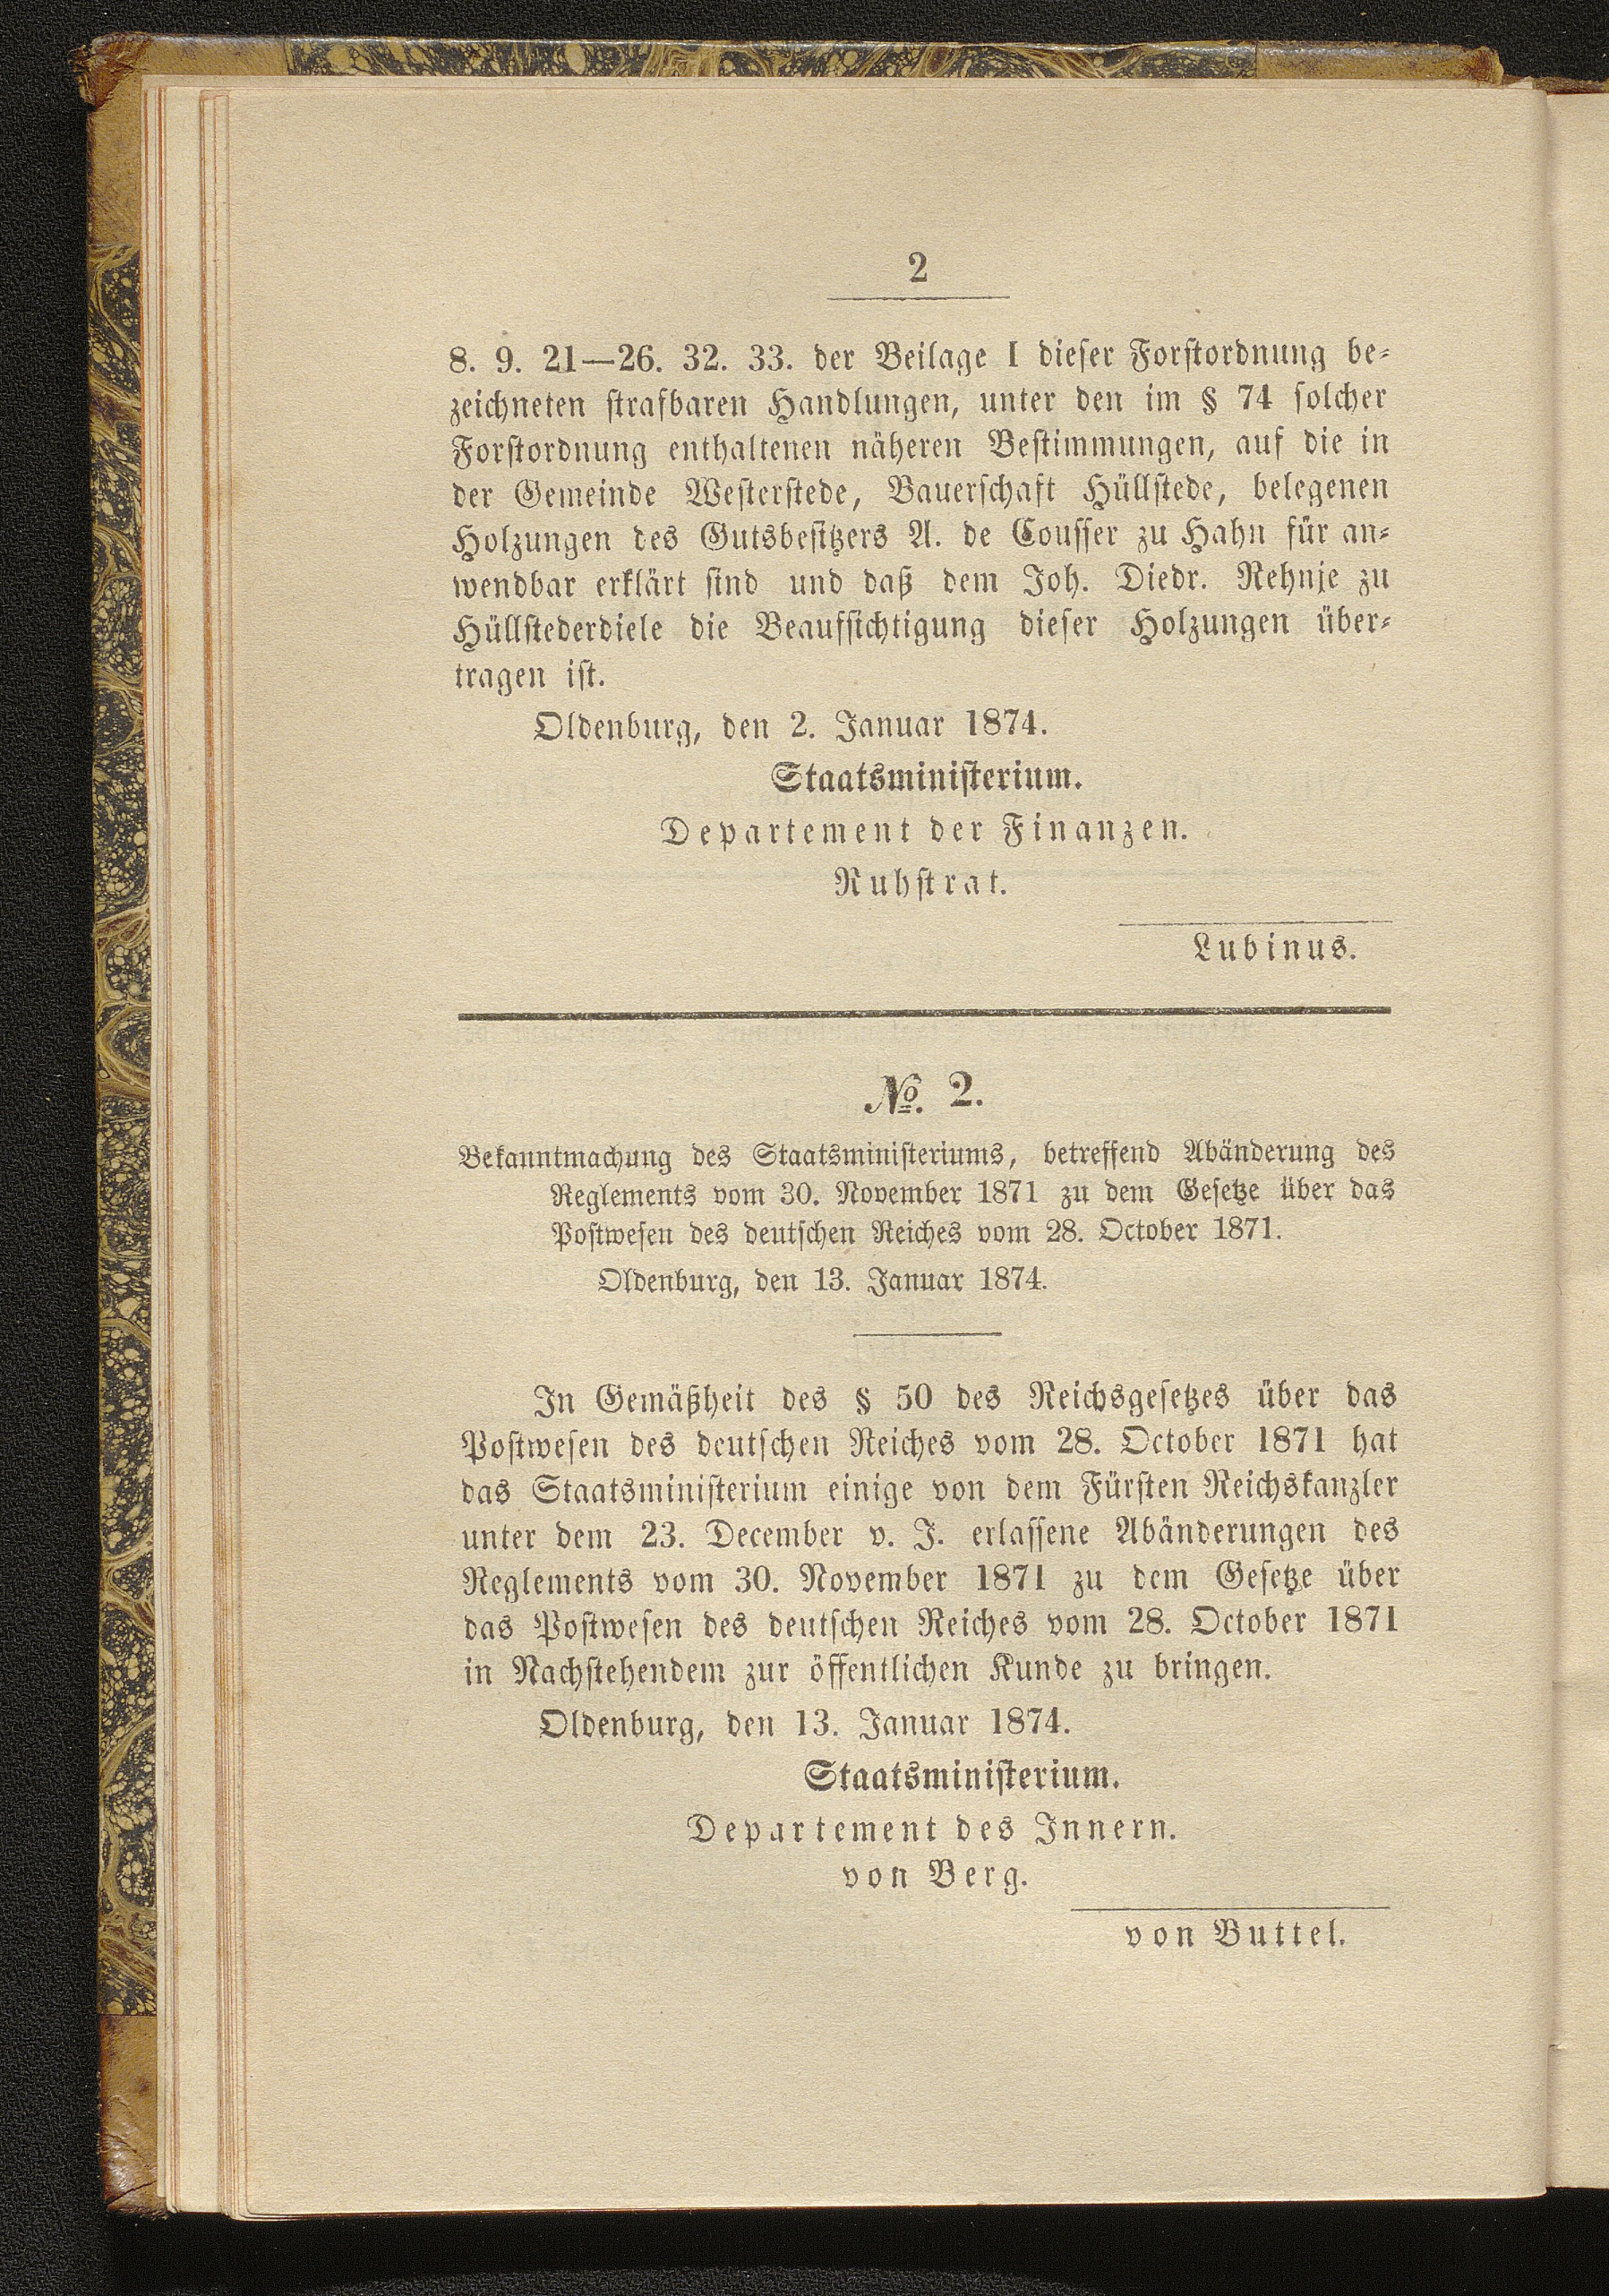 2
8. 9. 21—26. 32. 33. der Beilage I dieser Forstordnung be-
zeichneten strafbaren Handlungen, unter den im § 74 solcher
Forstordnung enthaltenen näheren Bestimmungen, auf die in
der Gemeinde Westerstede, Bauerschaft Hüllstede, belegenen
Holzungen des Gutsbesitzers A. de Cousser zu Hahn für an-
wendbar erklärt sind und daß dem Joh. Diedr. Rehnje zu
Hüllstederdiele die Beaufsichtigung dieser Holzungen über-
tragen ist.
Oldenburg, den 2. Januar 1874.
Staatsministerium.
Departement der Finanzen.
Ruhstrat.
Lubinus.
№. 2.
Bekanntmachung des Staatsministeriums, betreffend Abänderung des
Reglements vom 30. November 1871 zu dem Gesetze über das
Postwesen des deutschen Reiches vom 28. October 1871.
Oldenburg, den 13. Januar 1874.
In Gemäßheit des § 50 des Reichsgesetzes über das
Postwesen des deutschen Reiches vom 28. October 1871 hat
das Staatsministerium einige von dem Fürsten Reichskanzler
unter dem 23. December v. J. erlassene Abänderungen des
Reglements vom 30. November 1871 zu dem Gesetze über
das Postwesen des deutschen Reiches vom 28. October 1871
in Nachstehendem zur öffentlichen Kunde zu bringen.
Oldenburg, den 13. Januar 1874.
Staatsministerium.
Departement des Innern.
von Berg.
von Buttel.